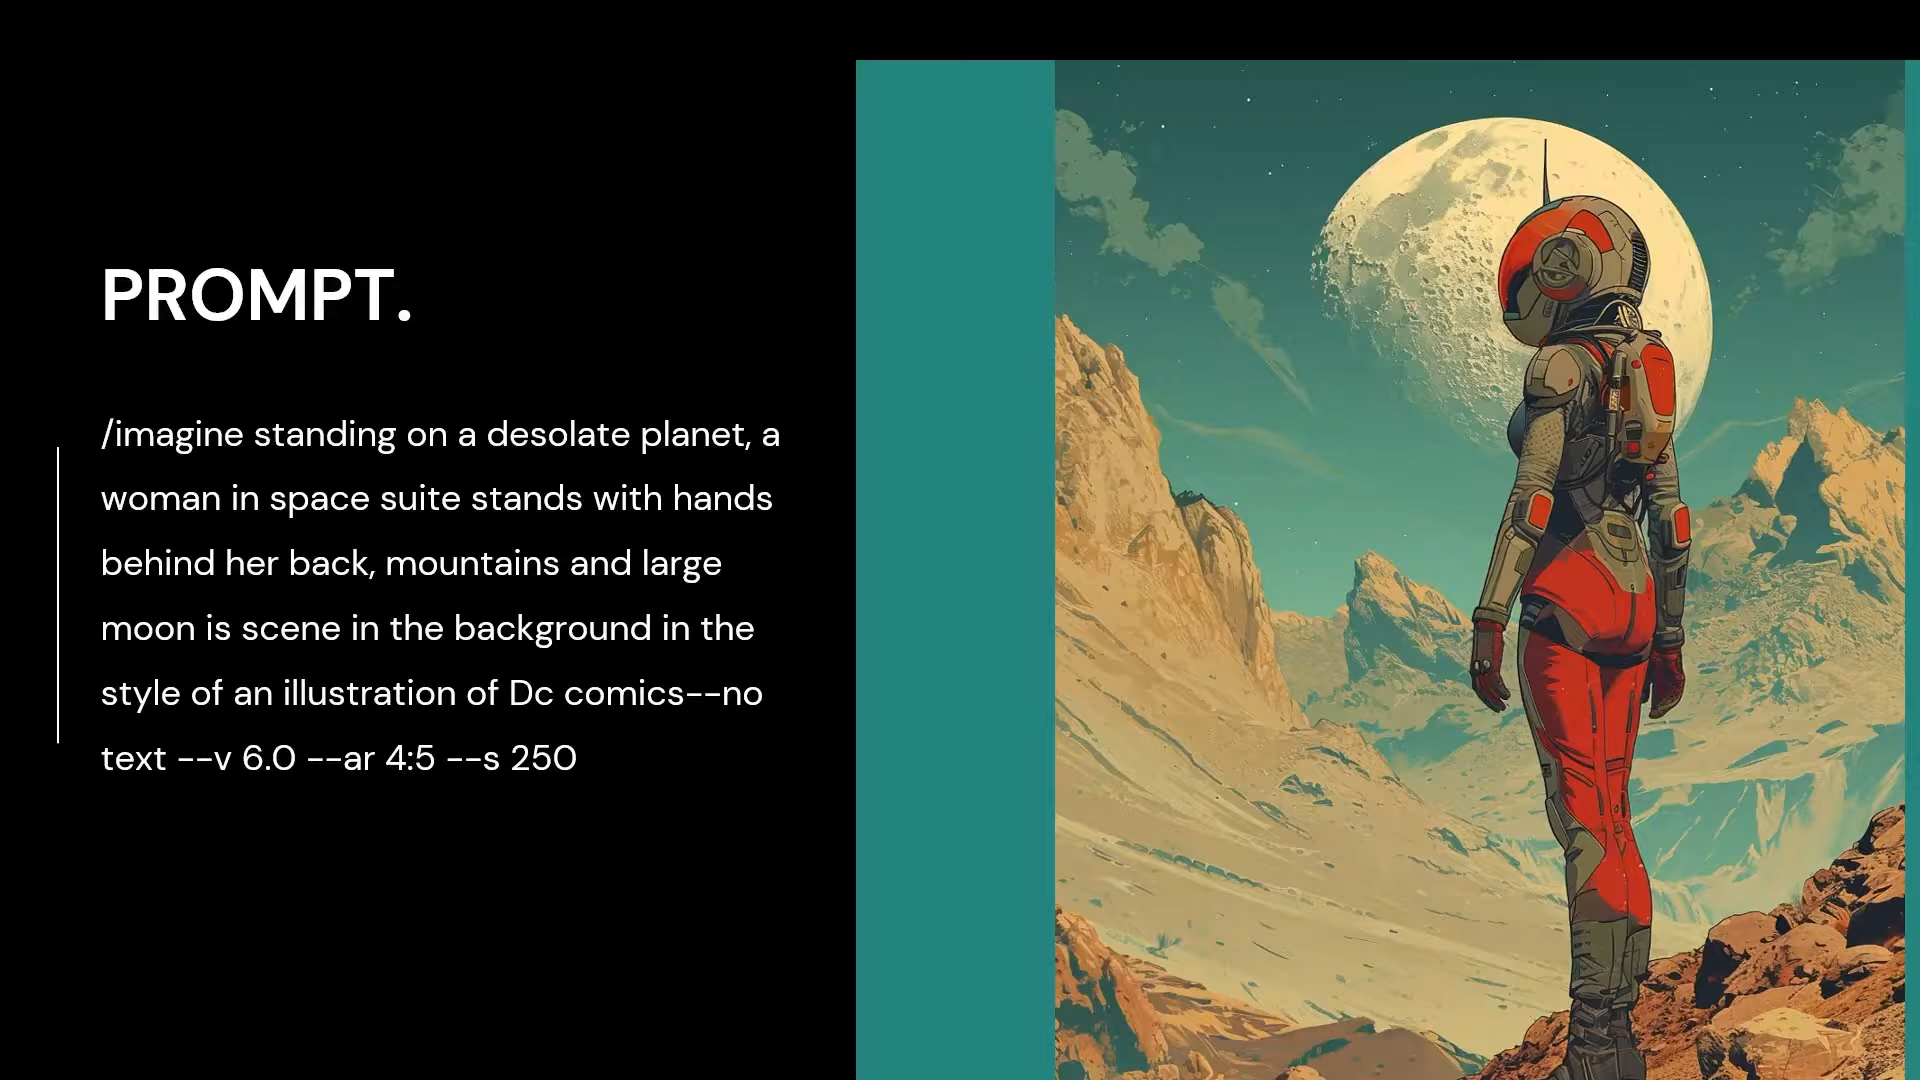 PROMPT.
/imagine standing on a desolate planet, a
woman in space suite stands with hands
behind her back, mountains and large
moon is scene in the background in the
style of an illustration of Dc comics--no
text --v 6.0 --ar 4:5 --s 250